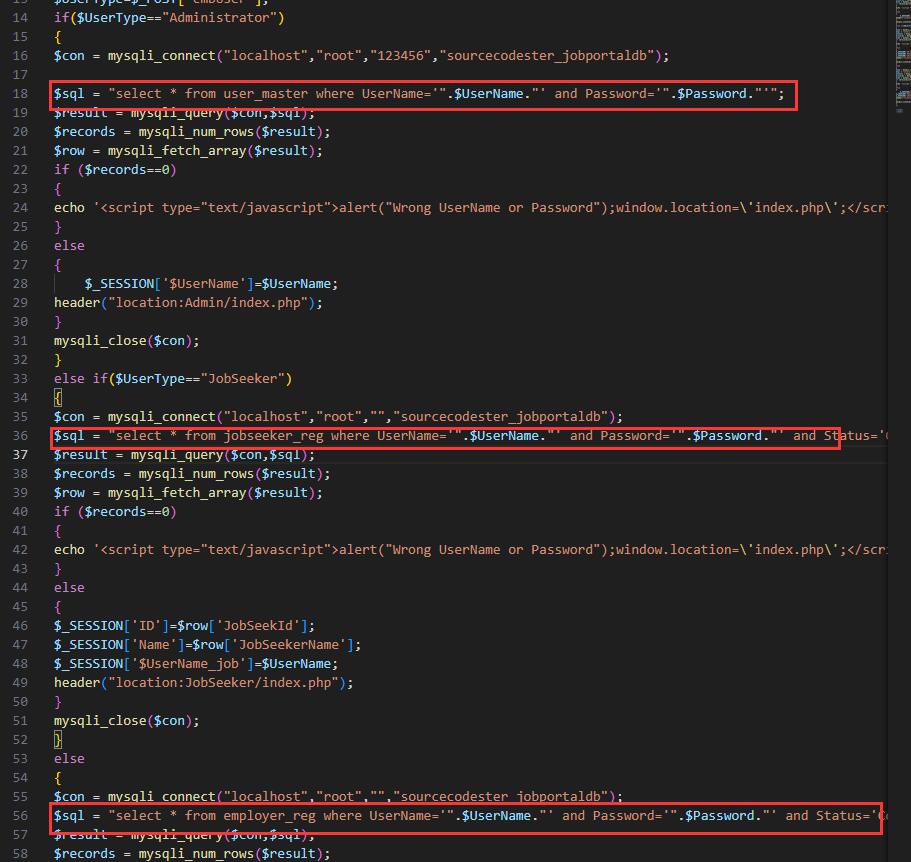 13 $UserType=$_POST['cmbUser'];
14 if($UserType=="Administrator")
15 {
16 $con = mysqli_connect("localhost","root","123456","sourcecodester_jobportaldb");
17
18 $sql = "select * from user_master where UserName='".$UserName."' and Password='".$Password."'";
19 $result = mysqli_query($con,$sql);
20 $records = mysqli_num_rows($result);
21 $row = mysqli_fetch_array($result);
22 if ($records==0)
23 {
24 echo '<script type="text/javascript">alert("Wrong UserName or Password");window.location=\'index.php\';</scri
25 }
26 else
27 {
28 $_SESSION['$UserName']=$UserName;
29 header("location:Admin/index.php");
30 }
31 mysqli_close($con);
32 }
33 else if($UserType=="JobSeeker")
34 {
35 $con = mysqli_connect("localhost","root","","sourcecodester_jobportaldb");
36 $sql = "select * from jobseeker_reg where UserName='".$UserName."' and Password='".$Password."' and Status='C
37 $result = mysqli_query($con,$sql);
38 $records = mysqli_num_rows($result);
39 $row = mysqli_fetch_array($result);
40 if ($records==0)
41 {
42 echo '<script type="text/javascript">alert("Wrong UserName or Password");window.location=\'index.php\';</scri
43 }
44 else
45 {
46 $_SESSION['ID']=$row['JobSeekId'];
47 $_SESSION['Name']=$row['JobSeekerName'];
48 $_SESSION['$UserName_job']=$UserName;
49 header("location:JobSeeker/index.php");
50 }
51 mysqli_close($con);
52 }
53 else
54 {
55 $con = mysqli_connect("localhost","root","","sourcecodester_jobportaldb");
56 $sql = "select * from employer_reg where UserName='".$UserName."' and Password='".$Password."' and Status='Co
57 $result = mysqli_query($con,$sql);
58 $records = mysqli_num_rows($result);